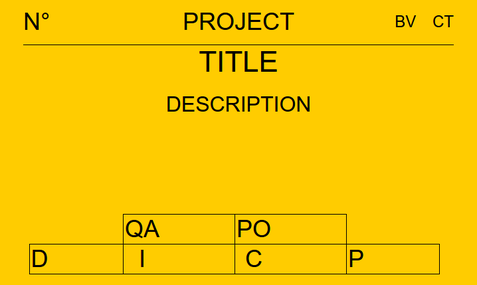 N° PROJECT BV CT
TITLE
DESCRIPTION
QA PO
D I C P